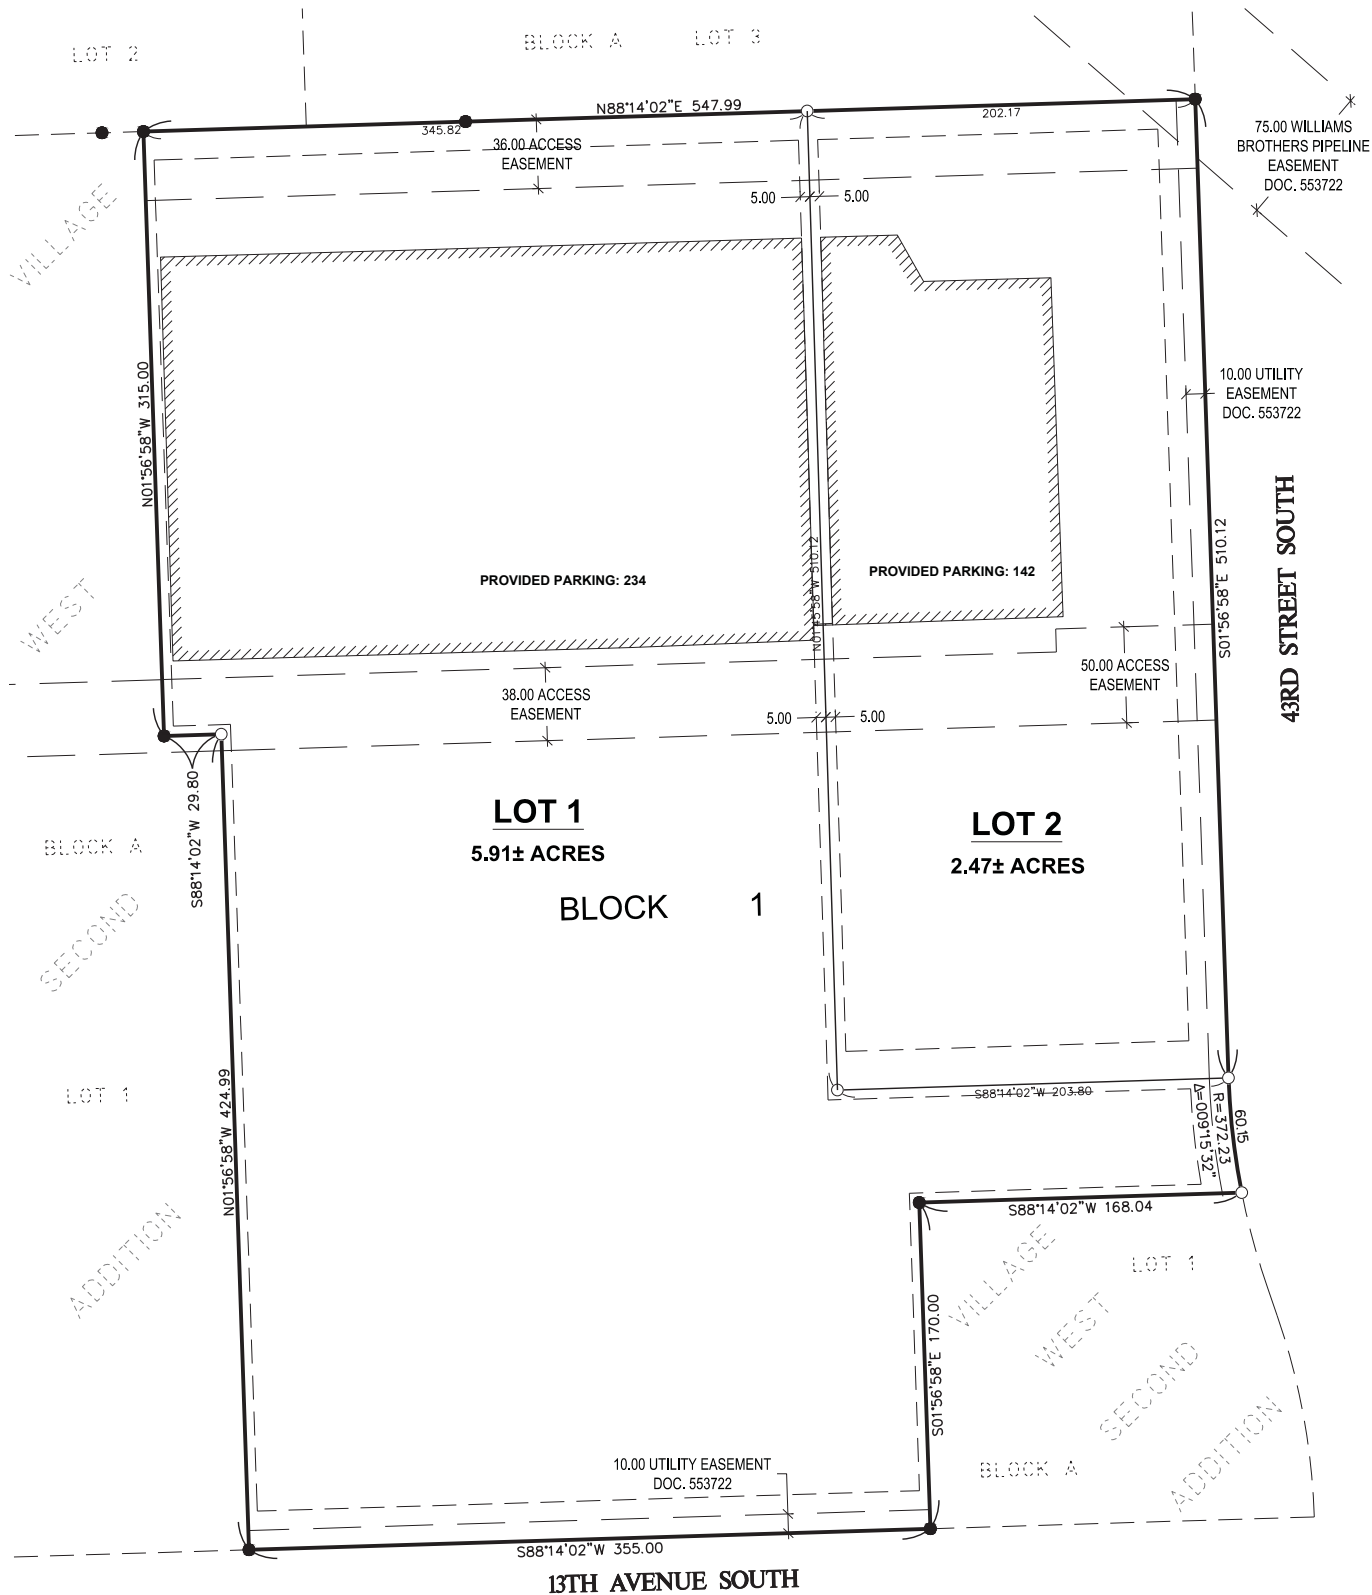 LOT 2
BLOCK A
LOT 3
N88°14'02"E 547.99
345.82
202.17
36.00 ACCESS
EASEMENT
75.00 WILLIAMS
BROTHERS PIPELINE
EASEMENT
DOC. 553722
5.00
5.00
VILLAGE
N01°56'58"W 315.00
10.00 UTILITY
EASEMENT
DOC. 553722
43RD STREET SOUTH
S01°56'58"E 510.12
PROVIDED PARKING: 234
N01°45'58"W 510.12
PROVIDED PARKING: 142
WEST
38.00 ACCESS
EASEMENT
50.00 ACCESS
EASEMENT
5.00
5.00
S88°14'02"W 29.80
LOT 1
5.91± ACRES
LOT 2
2.47± ACRES
BLOCK 1
BLOCK A
SECOND
LOT 1
N01°56'58"W 424.99
ADDITION
S88°14'02"W 203.80
Δ=009°15'32"
R=372.23
60.15
S88°14'02"W 168.04
S01°56'58"E 170.00
VILLAGE
LOT 1
WEST
SECOND
ADDITION
BLOCK A
10.00 UTILITY EASEMENT
DOC. 553722
S88°14'02"W 355.00
13TH AVENUE SOUTH